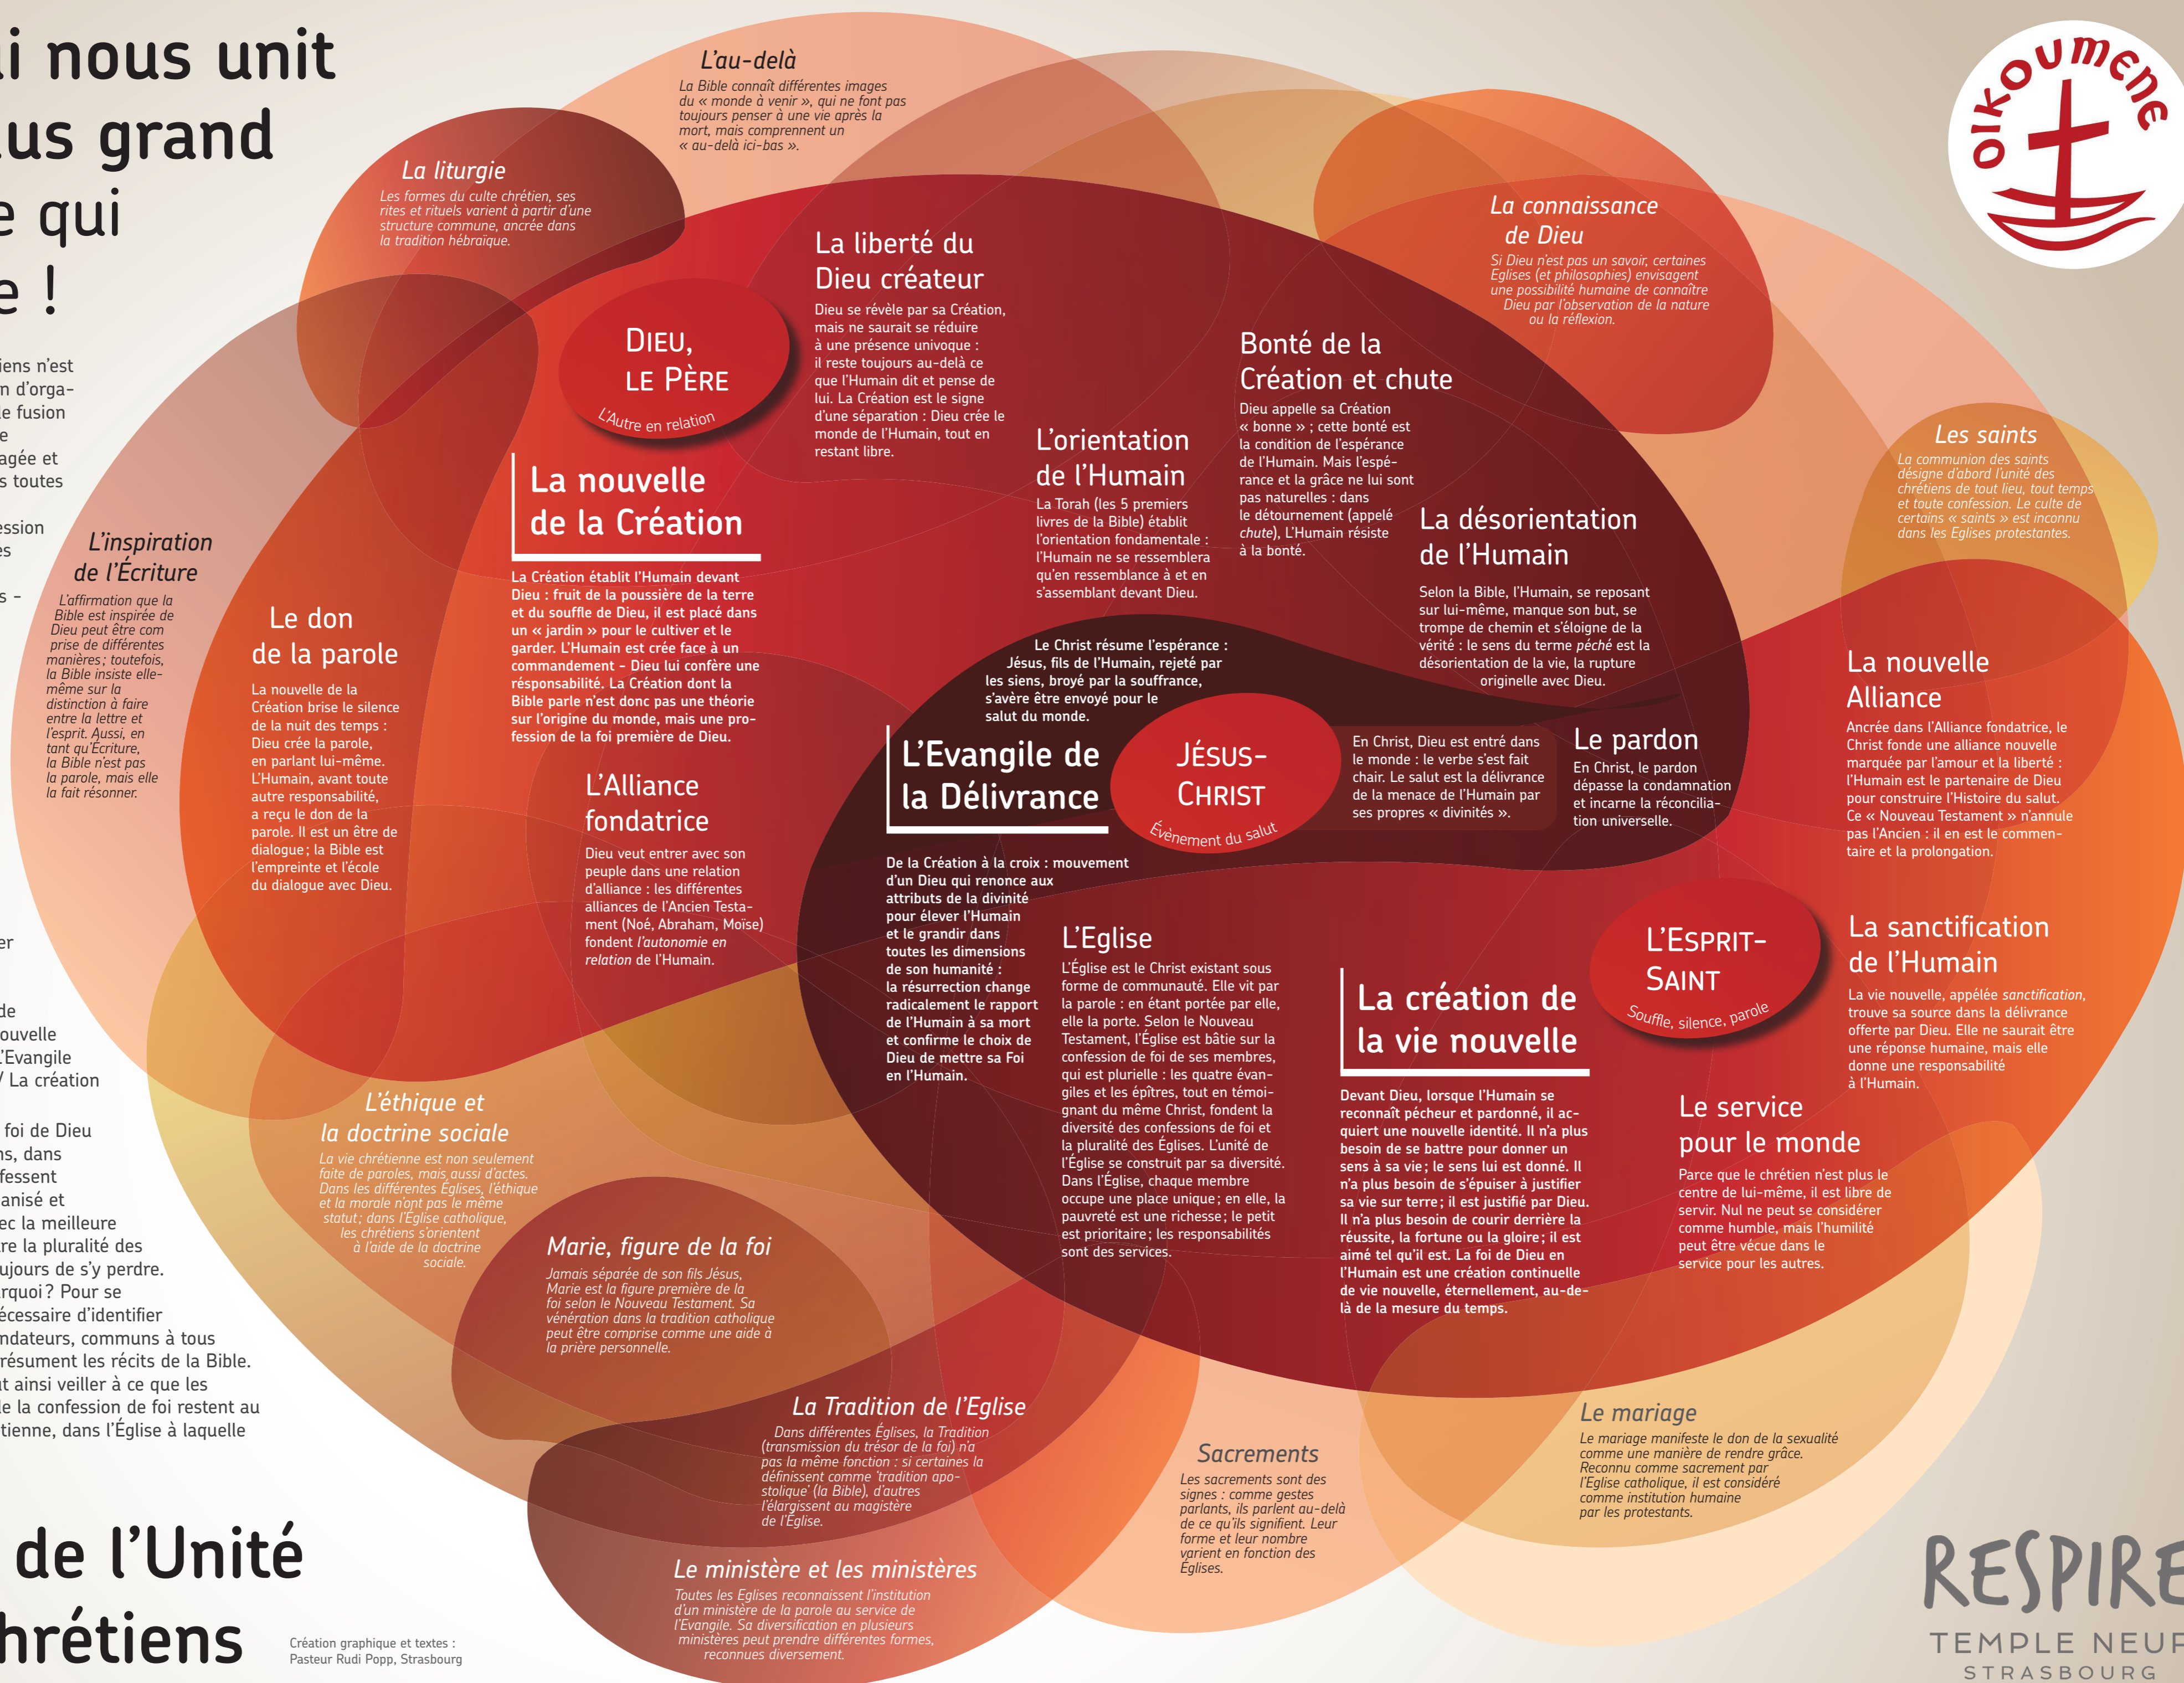 i nous unit
us grand
e qui
e !
iens n'est
n d'orga-
e fusion
e
agée et
s toutes
ession
es
s -
er
de
ouvelle
'Evangile
/ La création
foi de Dieu
ns, dans
fessent
anisé et
ec la meilleure
re la pluralité des
ujours de s'y perdre.
rquoi ? Pour se
écessaire d'identifier
ndateurs, communs à tous
résument les récits de la Bible.
t ainsi veiller à ce que les
e la confession de foi restent au
tienne, dans l'Église à laquelle
de l'Unité
hrétiens
Création graphique et textes :
Pasteur Rudi Popp, Strasbourg
L'au-delà
La Bible connaît différentes images
du « monde à venir », qui ne font pas
toujours penser à une vie après la
mort, mais comprennent un
« au-delà ici-bas ».
La liturgie
Les formes du culte chrétien, ses
rites et rituels varient à partir d'une
structure commune, ancrée dans
la tradition hébraïque.
OIKOUMENE
La connaissance
de Dieu
Si Dieu n'est pas un savoir, certaines
Eglises (et philosophies) envisagent
une possibilité humaine de connaître
Dieu par l'observation de la nature
ou la réflexion.
La liberté du
Dieu créateur
Dieu se révèle par sa Création,
mais ne saurait se réduire
à une présence univoque :
il reste toujours au-delà ce
que l'Humain dit et pense de
lui. La Création est le signe
d'une séparation : Dieu crée le
monde de l'Humain, tout en
restant libre.
DIEU,
LE PÈRE
L'Autre en relation
Bonté de la
Création et chute
Dieu appelle sa Création
« bonne » ; cette bonté est
la condition de l'espérance
de l'Humain. Mais l'espé-
rance et la grâce ne lui sont
pas naturelles : dans
le détournement (appelé
chute), L'Humain résiste
à la bonté.
L'orientation
de l'Humain
La Torah (les 5 premiers
livres de la Bible) établit
l'orientation fondamentale :
l'Humain ne se ressemblera
qu'en ressemblance à et en
s'assemblant devant Dieu.
Les saints
La communion des saints
désigne d'abord l'unité des
chrétiens de tout lieu, tout temps
et toute confession. Le culte de
certains « saints » est inconnu
dans les Eglises protestantes.
La nouvelle
de la Création
La Création établit l'Humain devant
Dieu : fruit de la poussière de la terre
et du souffle de Dieu, il est placé dans
un « jardin » pour le cultiver et le
garder. L'Humain est crée face à un
commandement - Dieu lui confère une
résponsabilité. La Création dont la
Bible parle n'est donc pas une théorie
sur l'origine du monde, mais une pro-
fession de la foi première de Dieu.
La désorientation
de l'Humain
Selon la Bible, l'Humain, se reposant
sur lui-même, manque son but, se
trompe de chemin et s'éloigne de la
vérité : le sens du terme péché est la
désorientation de la vie, la rupture
originelle avec Dieu.
L'inspiration
de l'Écriture
L'affirmation que la
Bible est inspirée de
Dieu peut être com
prise de différentes
manières ; toutefois,
la Bible insiste elle-
même sur la
distinction à faire
entre la lettre et
l'esprit. Aussi, en
tant qu'Écriture,
la Bible n'est pas
la parole, mais elle
la fait résonner.
Le don
de la parole
La nouvelle de la
Création brise le silence
de la nuit des temps :
Dieu crée la parole,
en parlant lui-même.
L'Humain, avant toute
autre responsabilité,
a reçu le don de la
parole. Il est un être de
dialogue ; la Bible est
l'empreinte et l'école
du dialogue avec Dieu.
Le Christ résume l'espérance :
Jésus, fils de l'Humain, rejeté par
les siens, broyé par la souffrance,
s'avère être envoyé pour le
salut du monde.
L'Evangile de
la Délivrance
JÉSUS-
CHRIST
Évènement du salut
En Christ, Dieu est entré dans
le monde : le verbe s'est fait
chair. Le salut est la délivrance
de la menace de l'Humain par
ses propres « divinités ».
Le pardon
En Christ, le pardon
dépasse la condamnation
et incarne la réconcilia-
tion universelle.
La nouvelle
Alliance
Ancrée dans l'Alliance fondatrice, le
Christ fonde une alliance nouvelle
marquée par l'amour et la liberté :
l'Humain est le partenaire de Dieu
pour construire l'Histoire du salut.
Ce « Nouveau Testament » n'annule
pas l'Ancien : il en est le commen-
taire et la prolongation.
L'Alliance
fondatrice
Dieu veut entrer avec son
peuple dans une relation
d'alliance : les différentes
alliances de l'Ancien Testa-
ment (Noé, Abraham, Moïse)
fondent l'autonomie en
relation de l'Humain.
De la Création à la croix : mouvement
d'un Dieu qui renonce aux
attributs de la divinité
pour élever l'Humain
et le grandir dans
toutes les dimensions
de son humanité :
la résurrection change
radicalement le rapport
de l'Humain à sa mort
et confirme le choix de
Dieu de mettre sa Foi
en l'Humain.
L'Eglise
L'Église est le Christ existant sous
forme de communauté. Elle vit par
la parole : en étant portée par elle,
elle la porte. Selon le Nouveau
Testament, l'Église est bâtie sur la
confession de foi de ses membres,
qui est plurielle : les quatre évan-
giles et les épîtres, tout en témoi-
gnant du même Christ, fondent la
diversité des confessions de foi et
la pluralité des Églises. L'unité de
l'Église se construit par sa diversité.
Dans l'Église, chaque membre
occupe une place unique ; en elle, la
pauvreté est une richesse ; le petit
est prioritaire ; les responsabilités
sont des services.
L'ESPRIT-
SAINT
Souffle, silence, parole
La création de
la vie nouvelle
Devant Dieu, lorsque l'Humain se
reconnaît pécheur et pardonné, il ac-
quiert une nouvelle identité. Il n'a plus
besoin de se battre pour donner un
sens à sa vie ; le sens lui est donné. Il
n'a plus besoin de s'épuiser à justifier
sa vie sur terre ; il est justifié par Dieu.
Il n'a plus besoin de courir derrière la
réussite, la fortune ou la gloire ; il est
aimé tel qu'il est. La foi de Dieu en
l'Humain est une création continuelle
de vie nouvelle, éternellement, au-de-
là de la mesure du temps.
La sanctification
de l'Humain
La vie nouvelle, appélée sanctification,
trouve sa source dans la délivrance
offerte par Dieu. Elle ne saurait être
une réponse humaine, mais elle
donne une responsabilité
à l'Humain.
Le service
pour le monde
Parce que le chrétien n'est plus le
centre de lui-même, il est libre de
servir. Nul ne peut se considérer
comme humble, mais l'humilité
peut être vécue dans le
service pour les autres.
L'éthique et
la doctrine sociale
La vie chrétienne est non seulement
faite de paroles, mais aussi d'actes.
Dans les différentes Églises, l'éthique
et la morale n'ont pas le même
statut ; dans l'Église catholique,
les chrétiens s'orientent
à l'aide de la doctrine
sociale.
Marie, figure de la foi
Jamais séparée de son fils Jésus,
Marie est la figure première de la
foi selon le Nouveau Testament. Sa
vénération dans la tradition catholique
peut être comprise comme une aide à
la prière personnelle.
La Tradition de l'Eglise
Dans différentes Églises, la Tradition
(transmission du trésor de la foi) n'a
pas la même fonction : si certaines la
définissent comme 'tradition apo-
stolique' (la Bible), d'autres
l'élargissent au magistère
de l'Église.
Le ministère et les ministères
Toutes les Eglises reconnaissent l'institution
d'un ministère de la parole au service de
l'Evangile. Sa diversification en plusieurs
ministères peut prendre différentes formes,
reconnues diversement.
Sacrements
Les sacrements sont des
signes : comme gestes
parlants, ils parlent au-delà
de ce qu'ils signifient. Leur
forme et leur nombre
varient en fonction des
Églises.
Le mariage
Le mariage manifeste le don de la sexualité
comme une manière de rendre grâce.
Reconnu comme sacrement par
l'Eglise catholique, il est considéré
comme institution humaine
par les protestants.
RESPIRE
TEMPLE NEUF
STRASBOURG